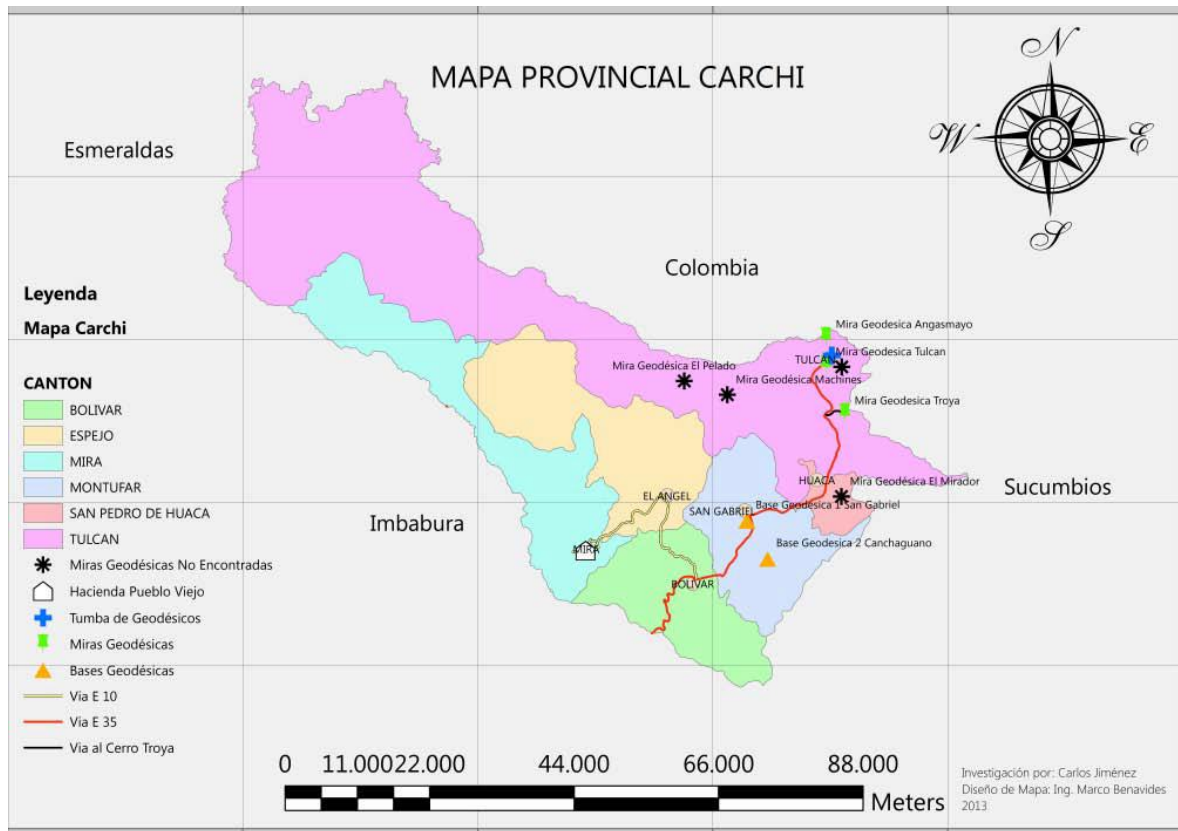 MAPA PROVINCIAL CARCHI
N
W
E
S
Esmeraldas
Colombia
Sucumbios
Imbabura
Mira Geodesica Angasmayo
Mira Geodesica Tulcan
TULCAN
Mira Geodésica El Pelado
Mira Geodésica Machines
Mira Geodesica Troya
HUACA
Mira Geodésica El Mirador
EL ANGEL
SAN GABRIEL
Base Geodésica 1 San Gabriel
MIRA
Base Geodesica 2 Canchaguano
BOLIVAR
Leyenda
Mapa Carchi
CANTON
BOLIVAR
ESPEJO
MIRA
MONTUFAR
SAN PEDRO DE HUACA
TULCAN
Miras Geodésicas No Encontradas
Hacienda Pueblo Viejo
Tumba de Geodésicos
Miras Geodésicas
Bases Geodésicas
Via E 10
Via E 35
Via al Cerro Troya
0 11.000 22.000 44.000 66.000 88.000
Meters
Investigación por: Carlos Jiménez
Diseño de Mapa: Ing. Marco Benavides
2013